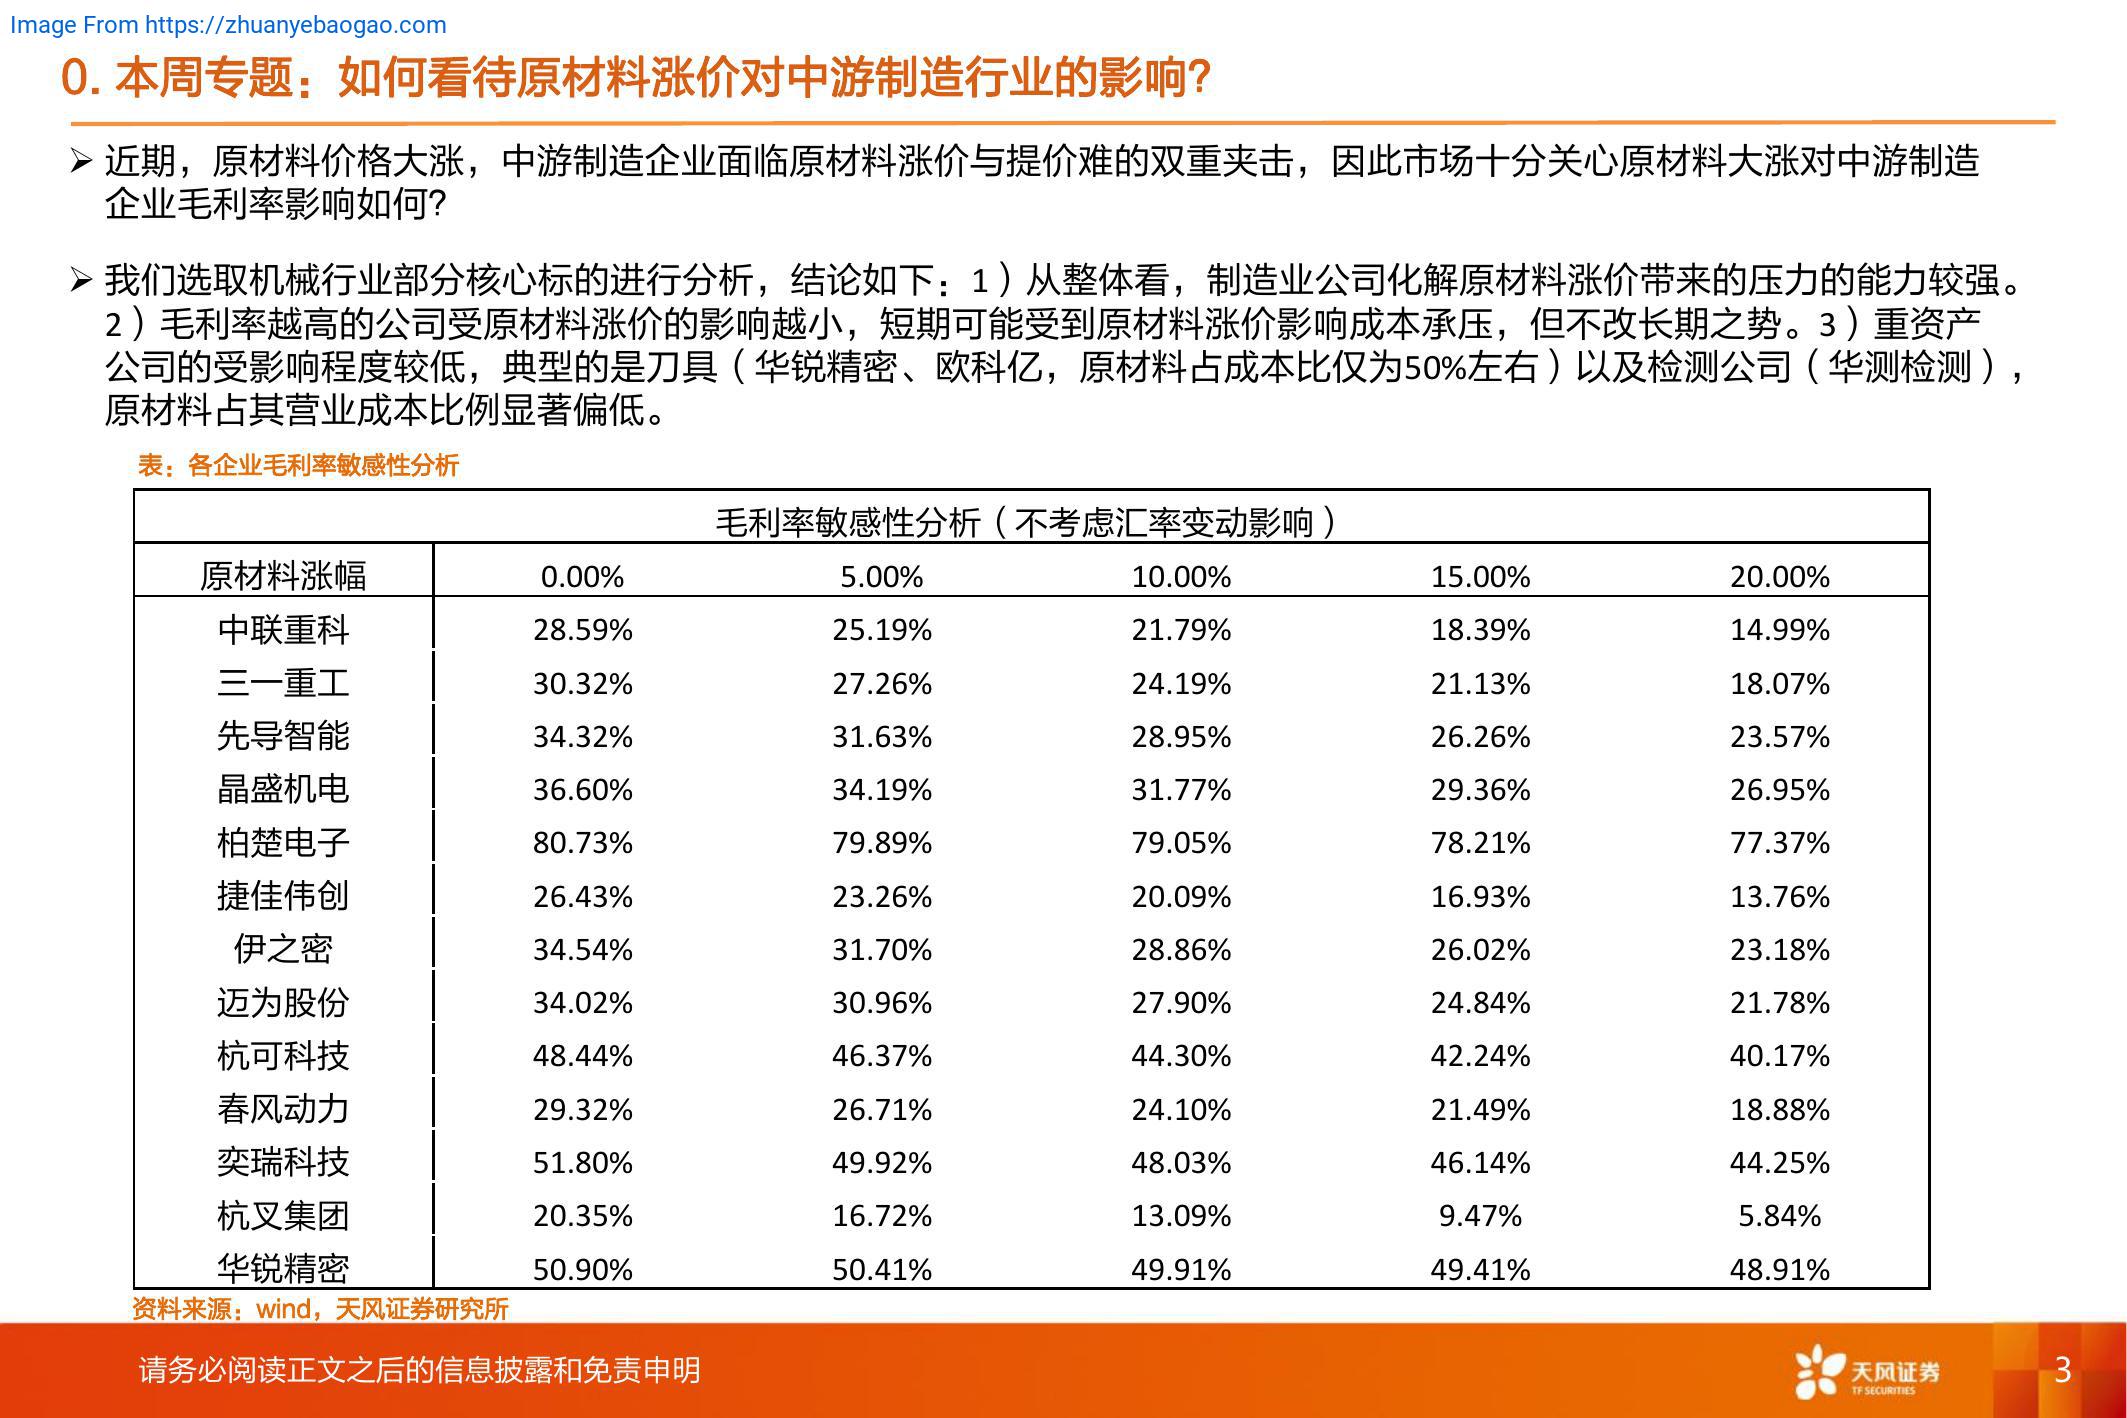 Image From https://zhuanyebaogao.com
0. 本周专题：如何看待原材料涨价对中游制造行业的影响？
➢ 近期，原材料价格大涨，中游制造企业面临原材料涨价与提价难的双重夹击，因此市场十分关心原材料大涨对中游制造
企业毛利率影响如何？
➢ 我们选取机械行业部分核心标的进行分析，结论如下：1）从整体看，制造业公司化解原材料涨价带来的压力的能力较强。
2）毛利率越高的公司受原材料涨价的影响越小，短期可能受到原材料涨价影响成本承压，但不改长期之势。3）重资产
公司的受影响程度较低，典型的是刀具（华锐精密、欧科亿，原材料占成本比仅为50%左右）以及检测公司（华测检测），
原材料占其营业成本比例显著偏低。
表：各企业毛利率敏感性分析
毛利率敏感性分析（不考虑汇率变动影响）
原材料涨幅 0.00% 5.00% 10.00% 15.00% 20.00%
中联重科 28.59% 25.19% 21.79% 18.39% 14.99%
三一重工 30.32% 27.26% 24.19% 21.13% 18.07%
先导智能 34.32% 31.63% 28.95% 26.26% 23.57%
晶盛机电 36.60% 34.19% 31.77% 29.36% 26.95%
柏楚电子 80.73% 79.89% 79.05% 78.21% 77.37%
捷佳伟创 26.43% 23.26% 20.09% 16.93% 13.76%
伊之密 34.54% 31.70% 28.86% 26.02% 23.18%
迈为股份 34.02% 30.96% 27.90% 24.84% 21.78%
杭可科技 48.44% 46.37% 44.30% 42.24% 40.17%
春风动力 29.32% 26.71% 24.10% 21.49% 18.88%
奕瑞科技 51.80% 49.92% 48.03% 46.14% 44.25%
杭叉集团 20.35% 16.72% 13.09% 9.47% 5.84%
华锐精密 50.90% 50.41% 49.91% 49.41% 48.91%
资料来源：wind，天风证券研究所
请务必阅读正文之后的信息披露和免责申明
天风证券
TF SECURITIES
3